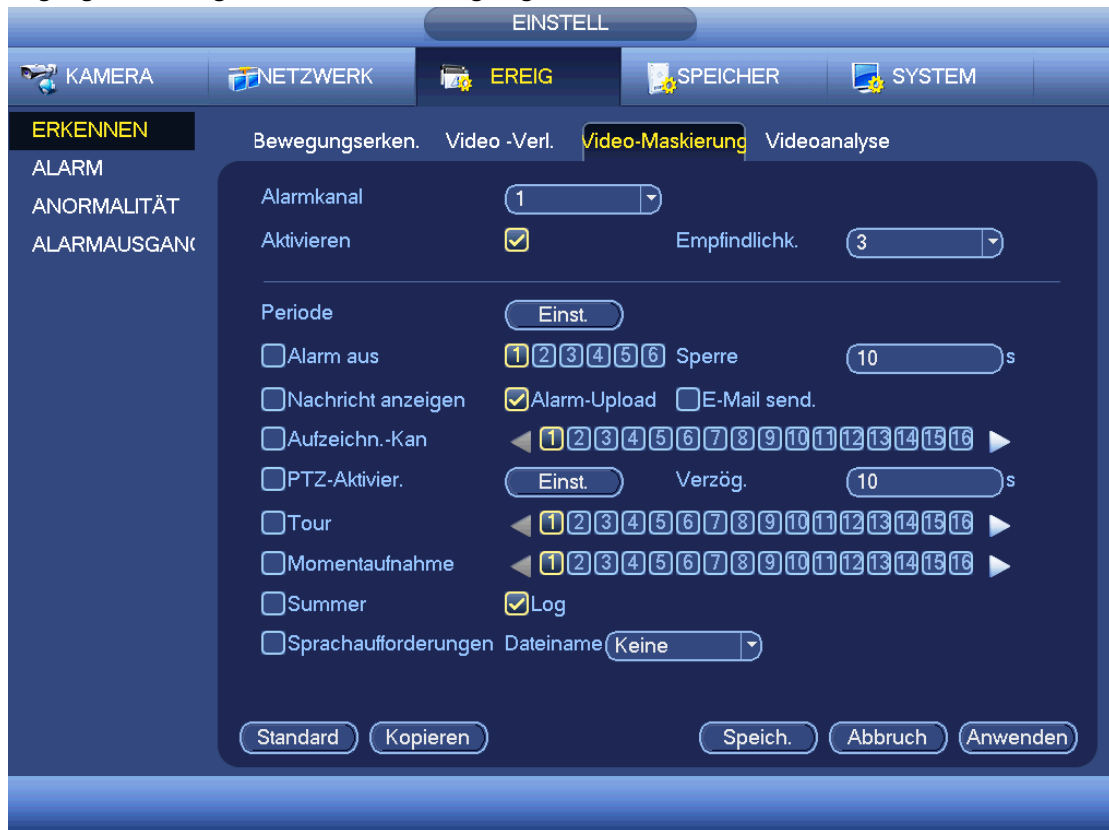 EINSTELL
KAMERA NETZWERK EREIG SPEICHER SYSTEM
ERKENNEN
ALARM
ANORMALITÄT
ALARMAUSGAN
Bewegungserken. Video -Verl. Video-Maskierung Videoanalyse
Alarmkanal 1
Aktivieren Empfindlichk. 3
Periode Einst.
Alarm aus 1 2 3 4 5 6 Sperre 10 s
Nachricht anzeigen Alarm-Upload E-Mail send.
Aufzeichn.-Kan 1 2 3 4 5 6 7 8 9 10 11 12 13 14 15 16
PTZ-Aktivier. Einst. Verzög. 10 s
Tour 1 2 3 4 5 6 7 8 9 10 11 12 13 14 15 16
Momentaufnahme 1 2 3 4 5 6 7 8 9 10 11 12 13 14 15 16
Summer Log
Sprachaufforderungen Dateiname Keine
Standard Kopieren Speich. Abbruch Anwenden